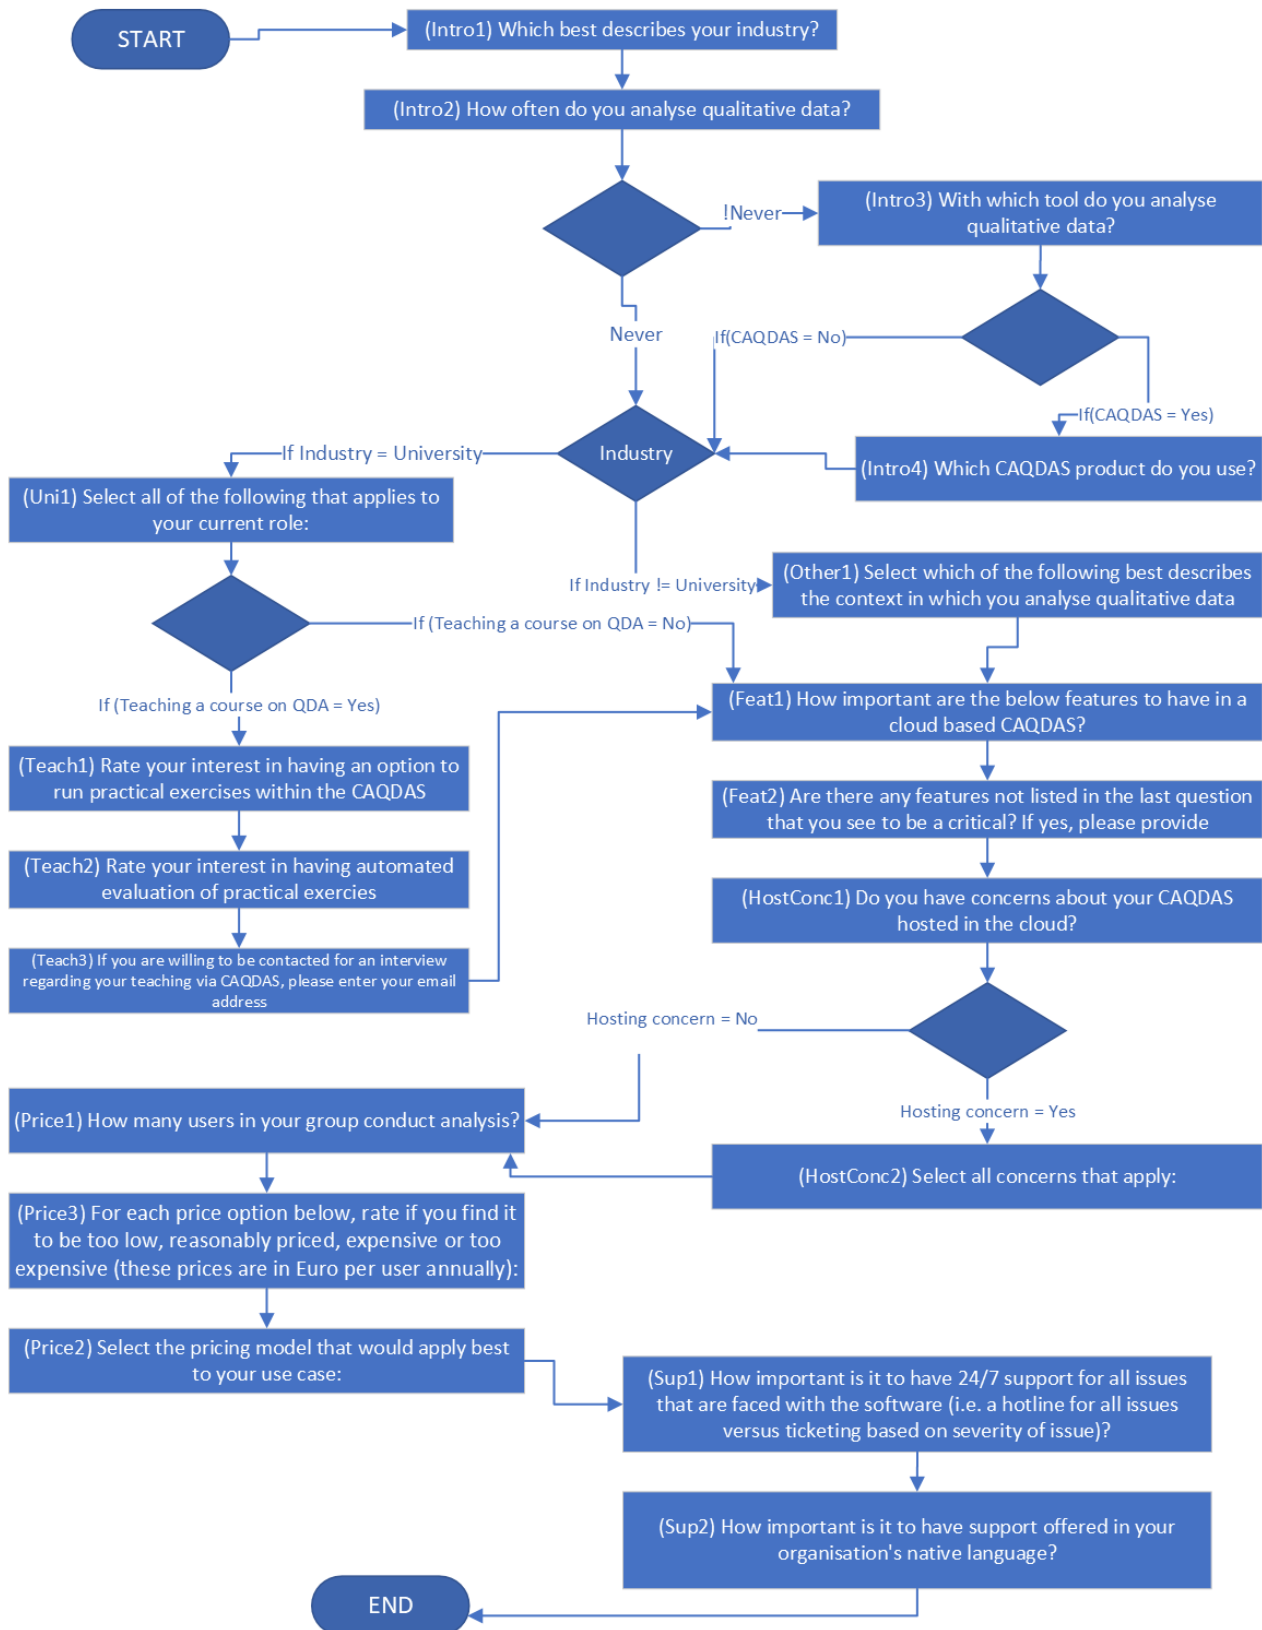 START
(Intro1) Which best describes your industry?
(Intro2) How often do you analyse qualitative data?
!Never
(Intro3) With which tool do you analyse
qualitative data?
Never
If(CAQDAS = No)
If(CAQDAS = Yes)
Industry
If Industry = University
(Intro4) Which CAQDAS product do you use?
(Uni1) Select all of the following that applies to
your current role:
If Industry != University
(Other1) Select which of the following best describes
the context in which you analyse qualitative data
If (Teaching a course on QDA = No)
If (Teaching a course on QDA = Yes)
(Feat1) How important are the below features to have in a
cloud based CAQDAS?
(Teach1) Rate your interest in having an option to
run practical exercises within the CAQDAS
(Feat2) Are there any features not listed in the last question
that you see to be a critical? If yes, please provide
(Teach2) Rate your interest in having automated
evaluation of practical exercies
(HostConc1) Do you have concerns about your CAQDAS
hosted in the cloud?
(Teach3) If you are willing to be contacted for an interview
regarding your teaching via CAQDAS, please enter your email
address
Hosting concern = No
Hosting concern = Yes
(Price1) How many users in your group conduct analysis?
(HostConc2) Select all concerns that apply:
(Price3) For each price option below, rate if you find it
to be too low, reasonably priced, expensive or too
expensive (these prices are in Euro per user annually):
(Price2) Select the pricing model that would apply best
to your use case:
(Sup1) How important is it to have 24/7 support for all issues
that are faced with the software (i.e. a hotline for all issues
versus ticketing based on severity of issue)?
(Sup2) How important is it to have support offered in your
organisation's native language?
END